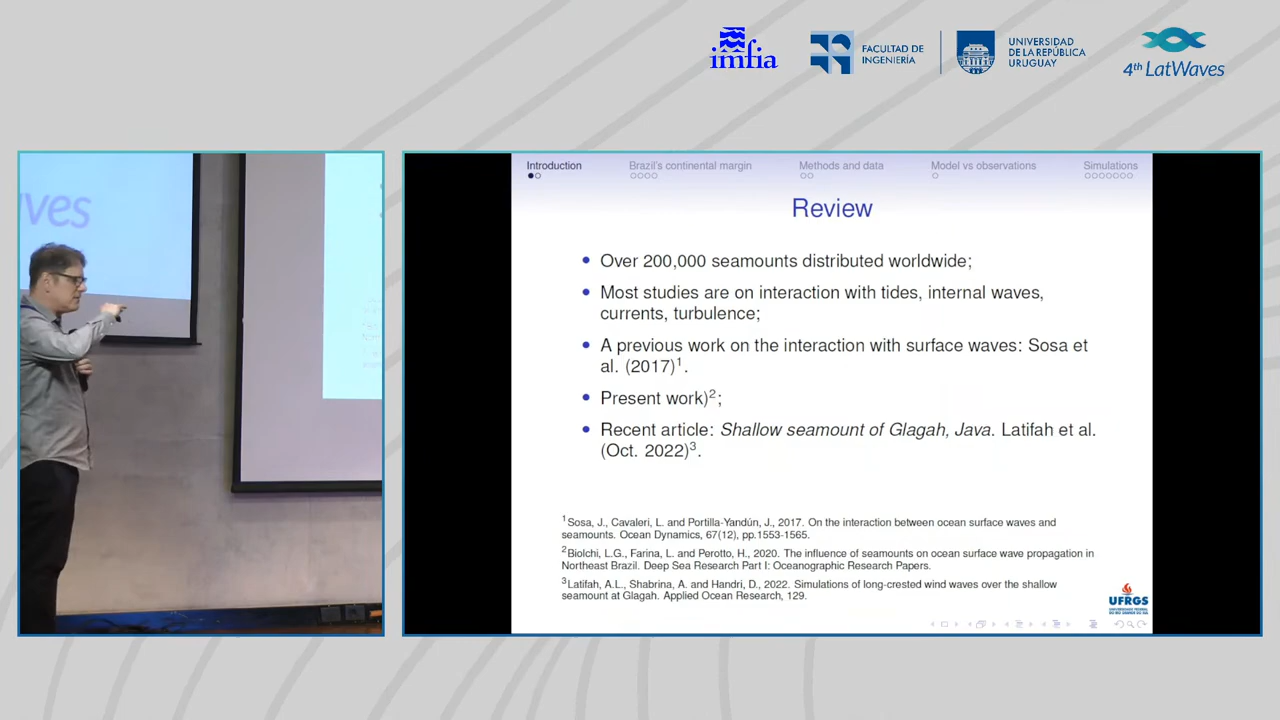 imfia
FACULTAD DE
INGENIERÍA
UNIVERSIDAD
DE LA REPÚBLICA
URUGUAY
4th LatWaves
ves
Introduction
Brazil's continental margin
Methods and data
Model vs observations
Simulations
Review
• Over 200,000 seamounts distributed worldwide;
• Most studies are on interaction with tides, internal waves,
currents, turbulence;
• A previous work on the interaction with surface waves: Sosa et
al. (2017)1.
• Present work)2;
• Recent article: Shallow seamount of Glagah, Java. Latifah et al.
(Oct. 2022)3.
1Sosa, J., Cavaleri, L. and Portilla-Yandún, J., 2017. On the interaction between ocean surface waves and
seamounts. Ocean Dynamics, 67(12), pp.1553-1565.
2Biolchi, L.G., Farina, L. and Perotto, H., 2020. The influence of seamounts on ocean surface wave propagation in
Northeast Brazil. Deep Sea Research Part I: Oceanographic Research Papers.
3Latifah, A.L., Shabrina, A. and Handri, D., 2022. Simulations of long-crested wind waves over the shallow
seamount at Glagah. Applied Ocean Research, 129.
UFRGS